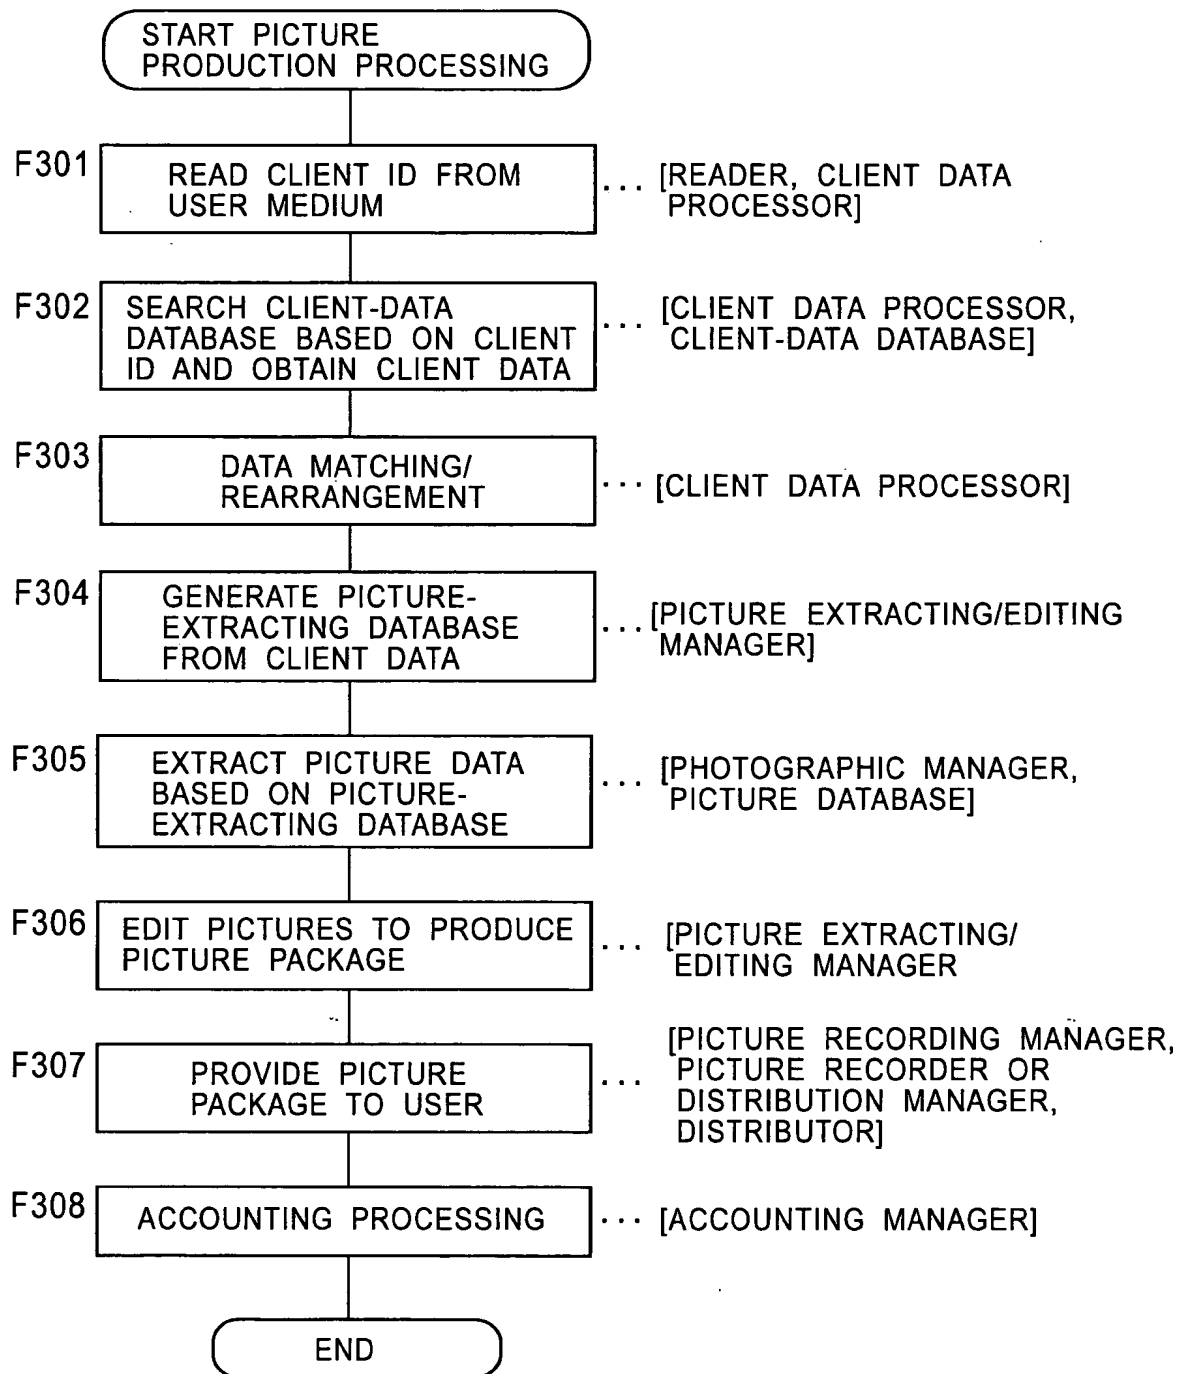 START PICTURE
PRODUCTION PROCESSING
F301
READ CLIENT ID FROM
USER MEDIUM
... [READER, CLIENT DATA
PROCESSOR]
F302
SEARCH CLIENT-DATA
DATABASE BASED ON CLIENT
ID AND OBTAIN CLIENT DATA
... [CLIENT DATA PROCESSOR,
CLIENT-DATA DATABASE]
F303
DATA MATCHING/
REARRANGEMENT
... [CLIENT DATA PROCESSOR]
F304
GENERATE PICTURE-
EXTRACTING DATABASE
FROM CLIENT DATA
... [PICTURE EXTRACTING/EDITING
MANAGER]
F305
EXTRACT PICTURE DATA
BASED ON PICTURE-
EXTRACTING DATABASE
... [PHOTOGRAPHIC MANAGER,
PICTURE DATABASE]
F306
EDIT PICTURES TO PRODUCE
PICTURE PACKAGE
... [PICTURE EXTRACTING/
EDITING MANAGER
F307
PROVIDE PICTURE
PACKAGE TO USER
... [PICTURE RECORDING MANAGER,
PICTURE RECORDER OR
DISTRIBUTION MANAGER,
DISTRIBUTOR]
F308
ACCOUNTING PROCESSING
... [ACCOUNTING MANAGER]
END